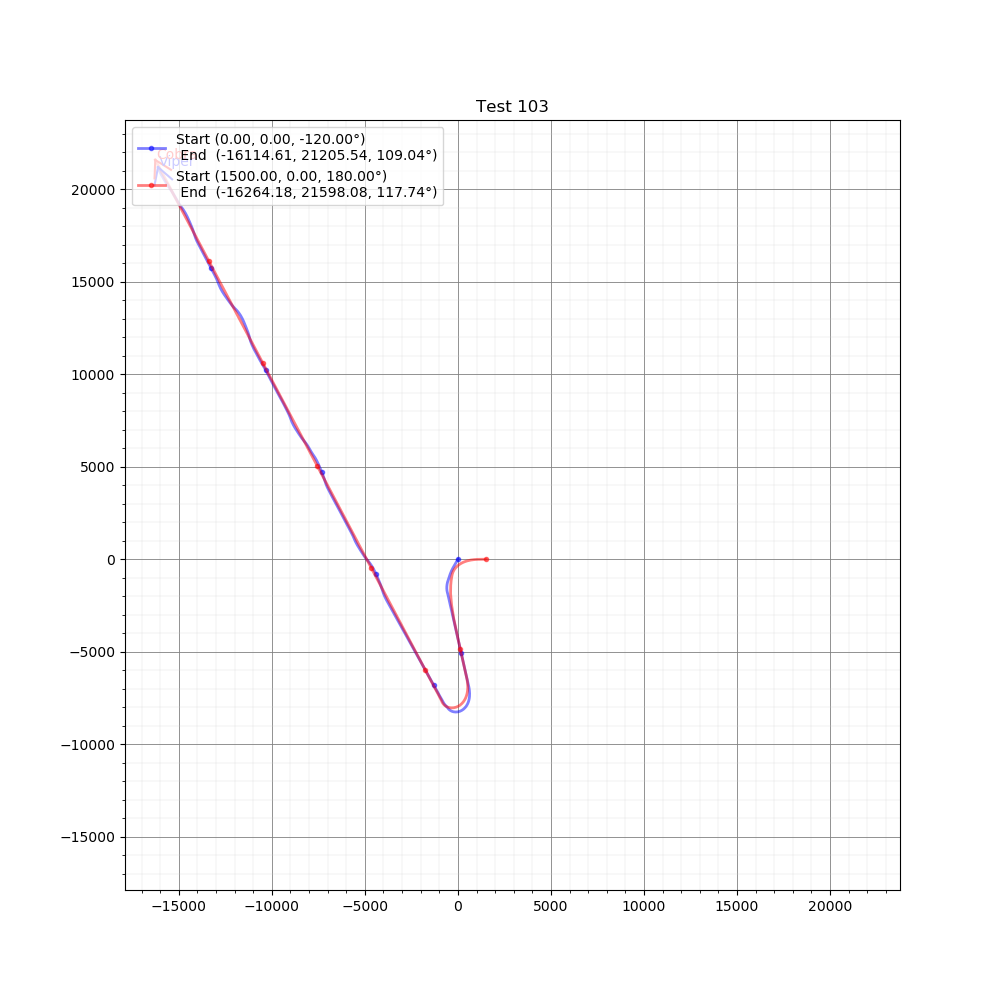 Test 103
Start (0.00, 0.00, -120.00°)
End (-16114.61, 21205.54, 109.04°)
Start (1500.00, 0.00, 180.00°)
End (-16264.18, 21598.08, 117.74°)
Viper
20000
15000
10000
5000
0
−5000
−10000
−15000
−15000 −10000 −5000 0 5000 10000 15000 20000